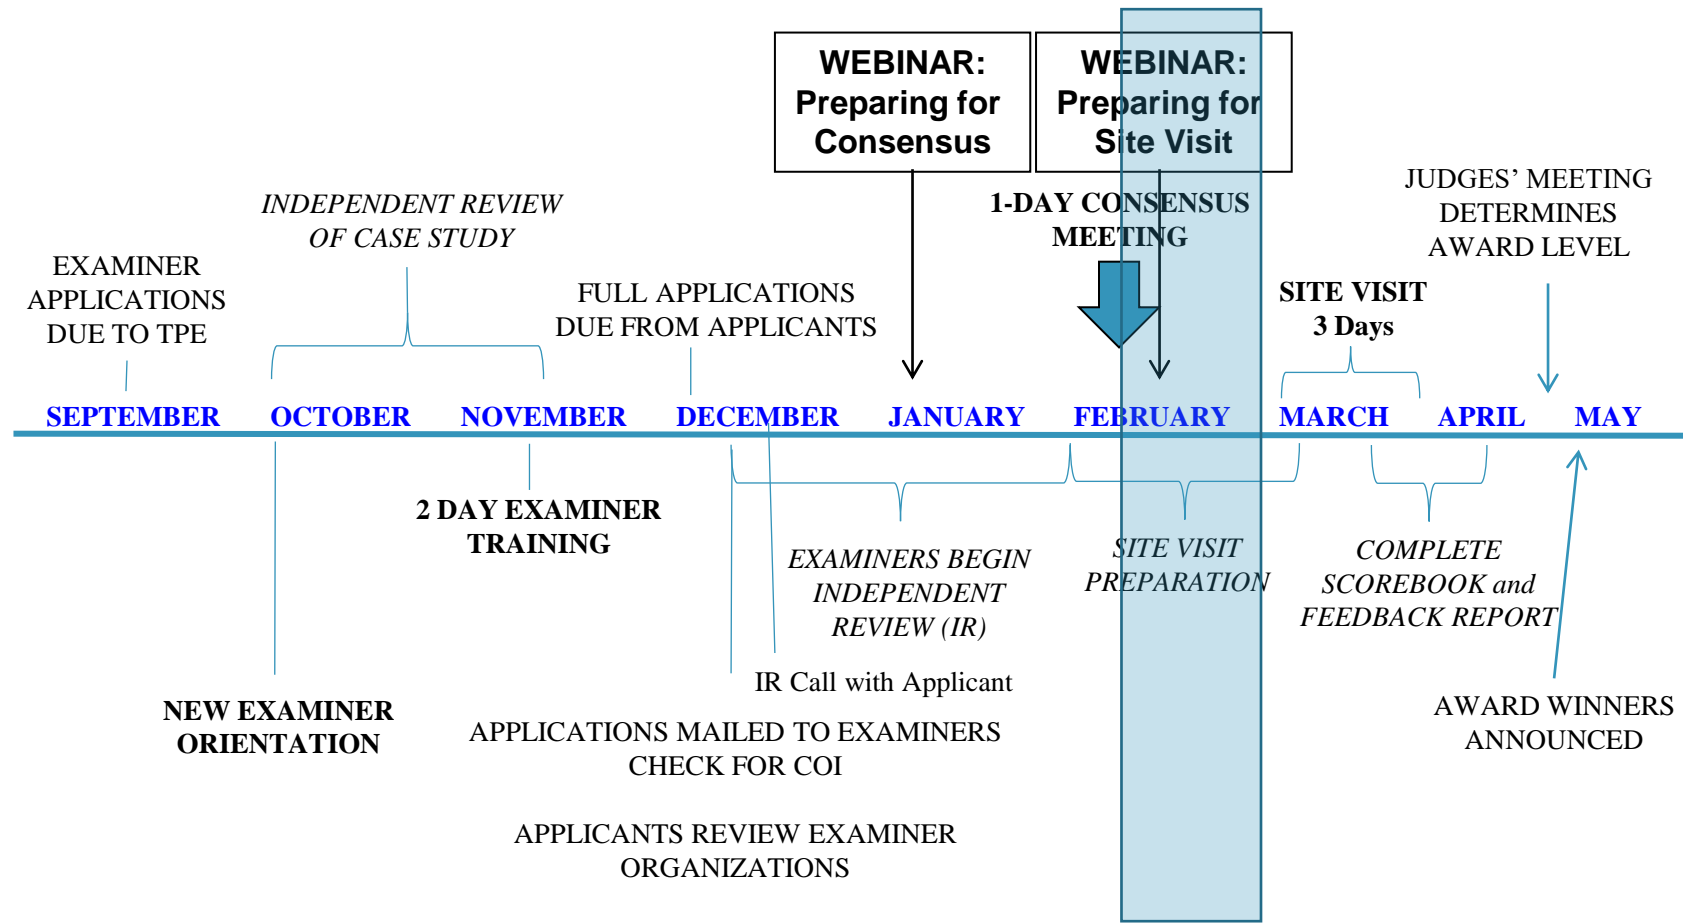 WEBINAR:
Preparing for
Consensus
WEBINAR:
Preparing for
Site Visit
1-DAY CONSENSUS
MEETING
JUDGES’ MEETING
DETERMINES
AWARD LEVEL
INDEPENDENT REVIEW
OF CASE STUDY
EXAMINER
APPLICATIONS
DUE TO TPE
FULL APPLICATIONS
DUE FROM APPLICANTS
SITE VISIT
3 Days
SEPTEMBER OCTOBER NOVEMBER DECEMBER JANUARY FEBRUARY MARCH APRIL MAY
2 DAY EXAMINER
TRAINING
EXAMINERS BEGIN
INDEPENDENT
REVIEW (IR)
SITE VISIT
PREPARATION
COMPLETE
SCOREBOOK and
FEEDBACK REPORT
IR Call with Applicant
NEW EXAMINER
ORIENTATION
APPLICATIONS MAILED TO EXAMINERS
CHECK FOR COI
AWARD WINNERS
ANNOUNCED
APPLICANTS REVIEW EXAMINER
ORGANIZATIONS